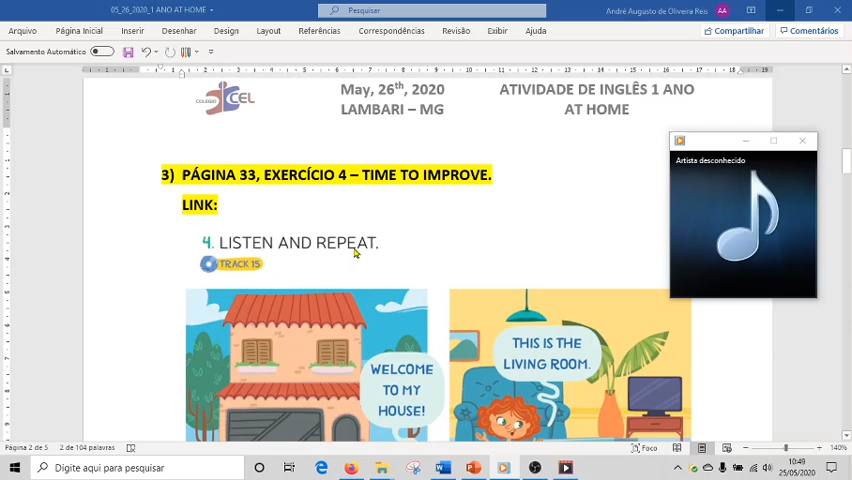 05_26_2020_1 ANO AT HOME
Pesquisar
André Augusto de Oliveira Reis
AA
Arquivo Página Inicial Inserir Desenhar Design Layout Referências Correspondências Revisão Exibir Ajuda Compartilhar Comentários
Salvamento Automático
COLÉGIO CEL
May, 26th, 2020
LAMBARI – MG
ATIVIDADE DE INGLÊS 1 ANO
AT HOME
Artista desconhecido
3) PÁGINA 33, EXERCÍCIO 4 – TIME TO IMPROVE.
LINK:
4. LISTEN AND REPEAT.
TRACK 15
WELCOME
TO MY
HOUSE!
THIS IS THE
LIVING ROOM.
Página 2 de 5 2 de 104 palavras Foco 140%
Digite aqui para pesquisar
10:49
25/05/2020